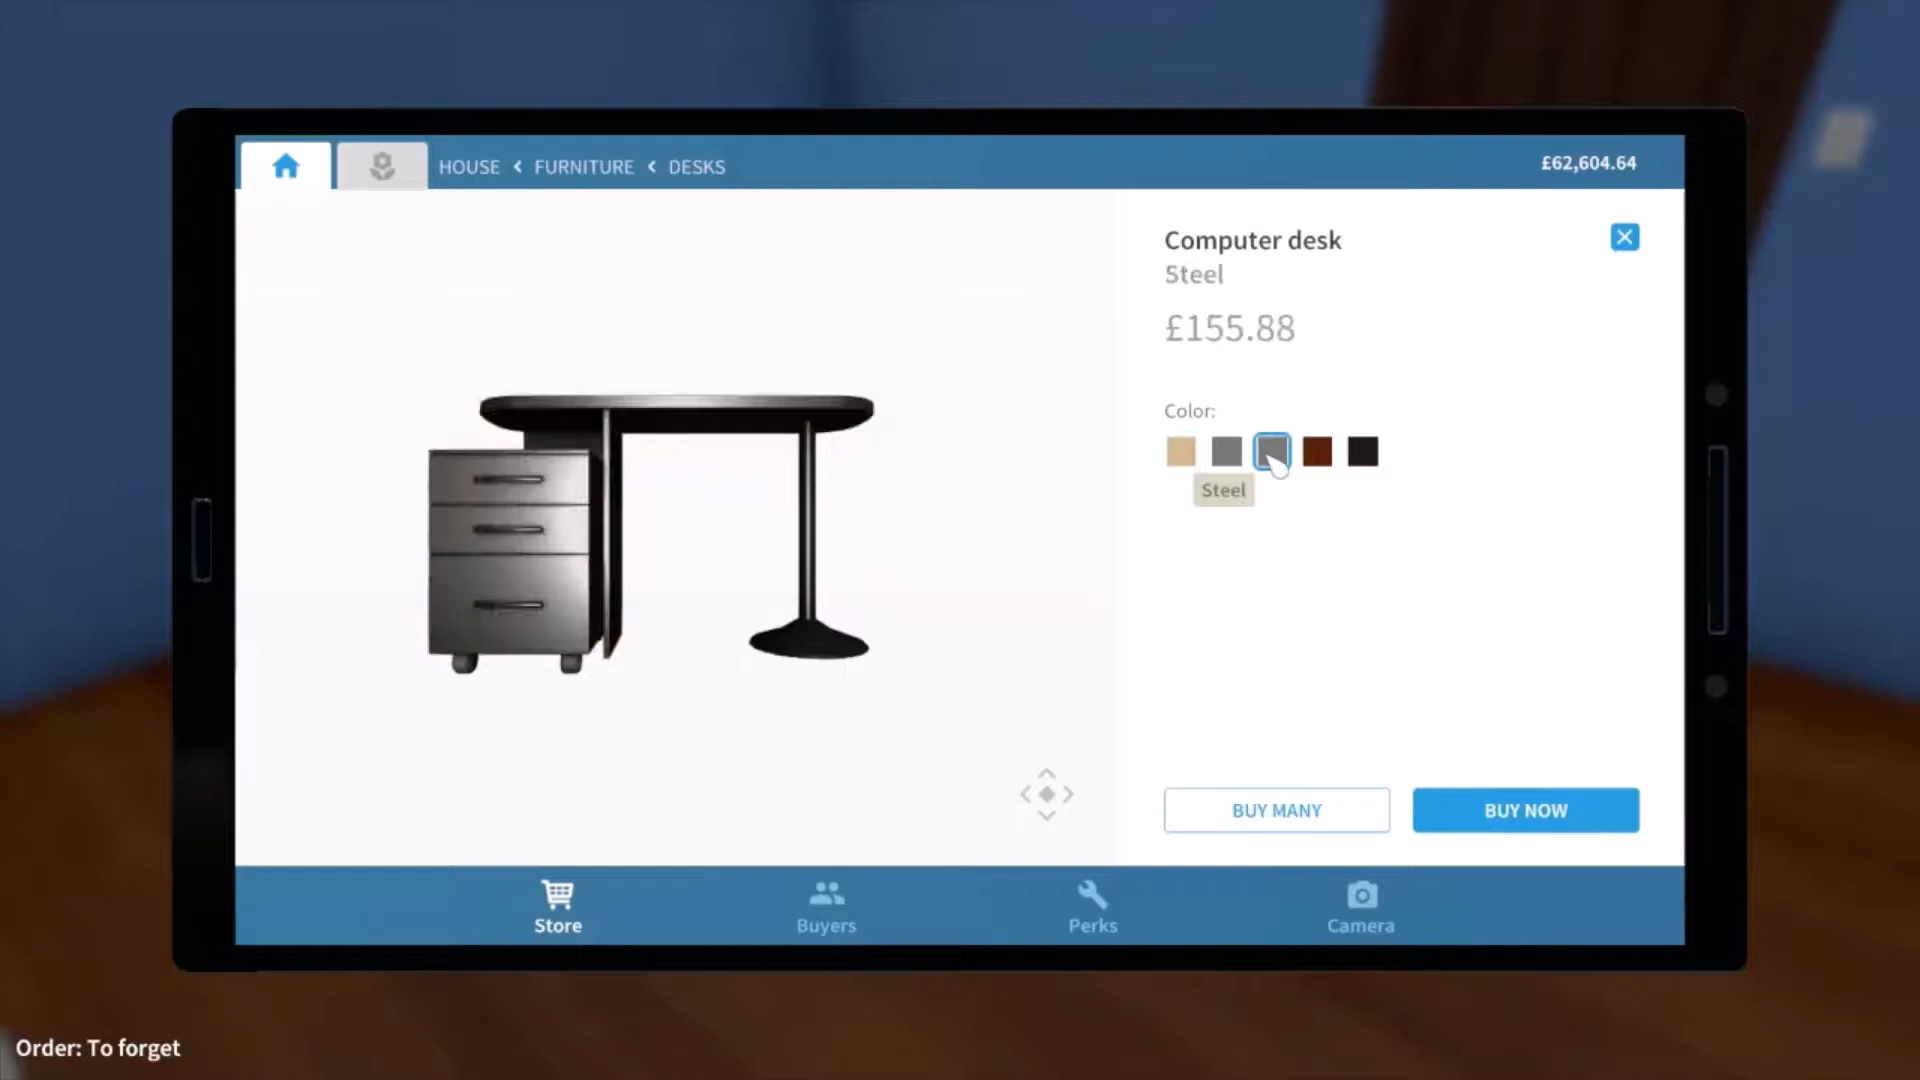 HOUSE < FURNITURE < DESKS
£62,604.64
Computer desk
Steel
£155.88
Color:
Steel
BUY MANY
BUY NOW
Store
Buyers
Perks
Camera
Order: To forget